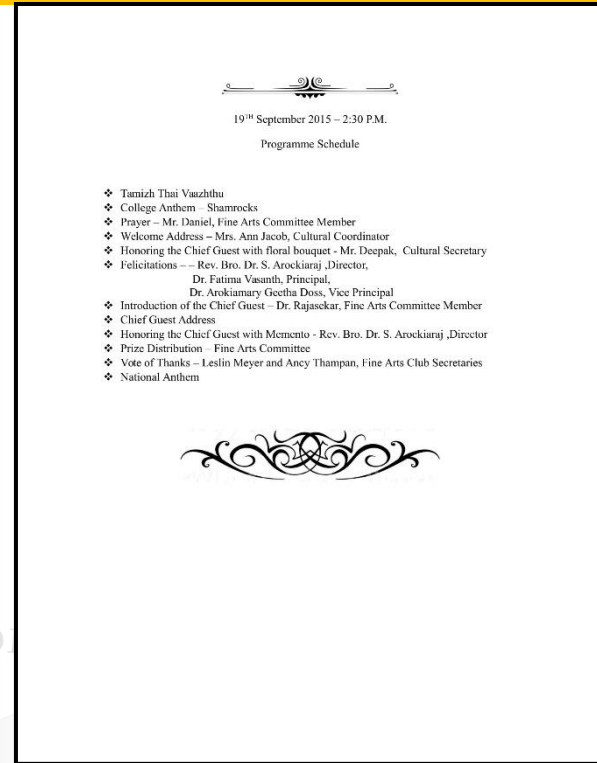 19TH September 2015 – 2:30 P.M.
Programme Schedule
❖ Tamizh Thai Vaazhthu
❖ College Anthem – Shamrocks
❖ Prayer – Mr. Daniel, Fine Arts Committee Member
❖ Welcome Address – Mrs. Ann Jacob, Cultural Coordinator
❖ Honoring the Chief Guest with floral bouquet - Mr. Deepak, Cultural Secretary
❖ Felicitations – – Rev. Bro. Dr. S. Arockiaraj ,Director,
Dr. Fatima Vasanth, Principal,
Dr. Arokiamary Geetha Doss, Vice Principal
❖ Introduction of the Chief Guest – Dr. Rajasekar, Fine Arts Committee Member
❖ Chief Guest Address
❖ Honoring the Chief Guest with Memento - Rev. Bro. Dr. S. Arockiaraj ,Director
❖ Prize Distribution – Fine Arts Committee
❖ Vote of Thanks – Leslin Meyer and Ancy Thampan, Fine Arts Club Secretaries
❖ National Anthem